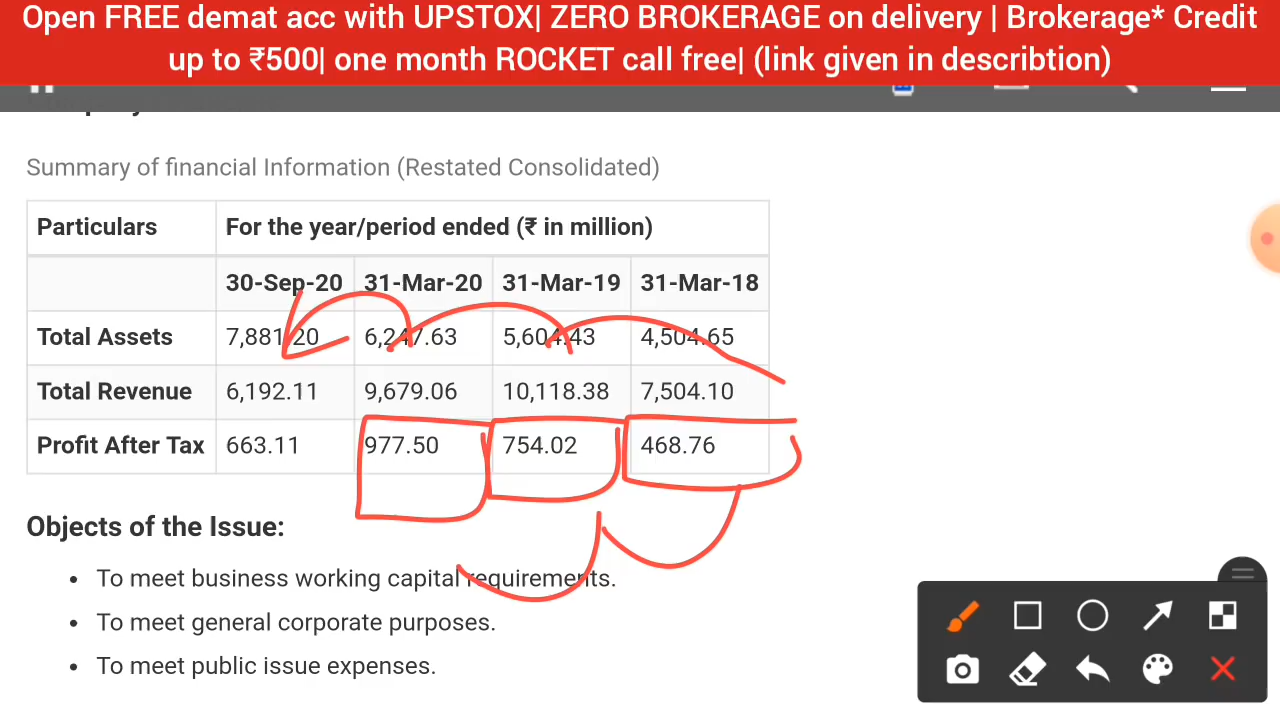 Open FREE demat acc with UPSTOX| ZERO BROKERAGE on delivery | Brokerage* Credit
up to ₹500| one month ROCKET call free| (link given in describtion)
Summary of financial Information (Restated Consolidated)
Particulars For the year/period ended (₹ in million)
30-Sep-20 31-Mar-20 31-Mar-19 31-Mar-18
Total Assets 7,881.20 6,247.63 5,604.43 4,504.65
Total Revenue 6,192.11 9,679.06 10,118.38 7,504.10
Profit After Tax 663.11 977.50 754.02 468.76
Objects of the Issue:
• To meet business working capital requirements.
• To meet general corporate purposes.
• To meet public issue expenses.